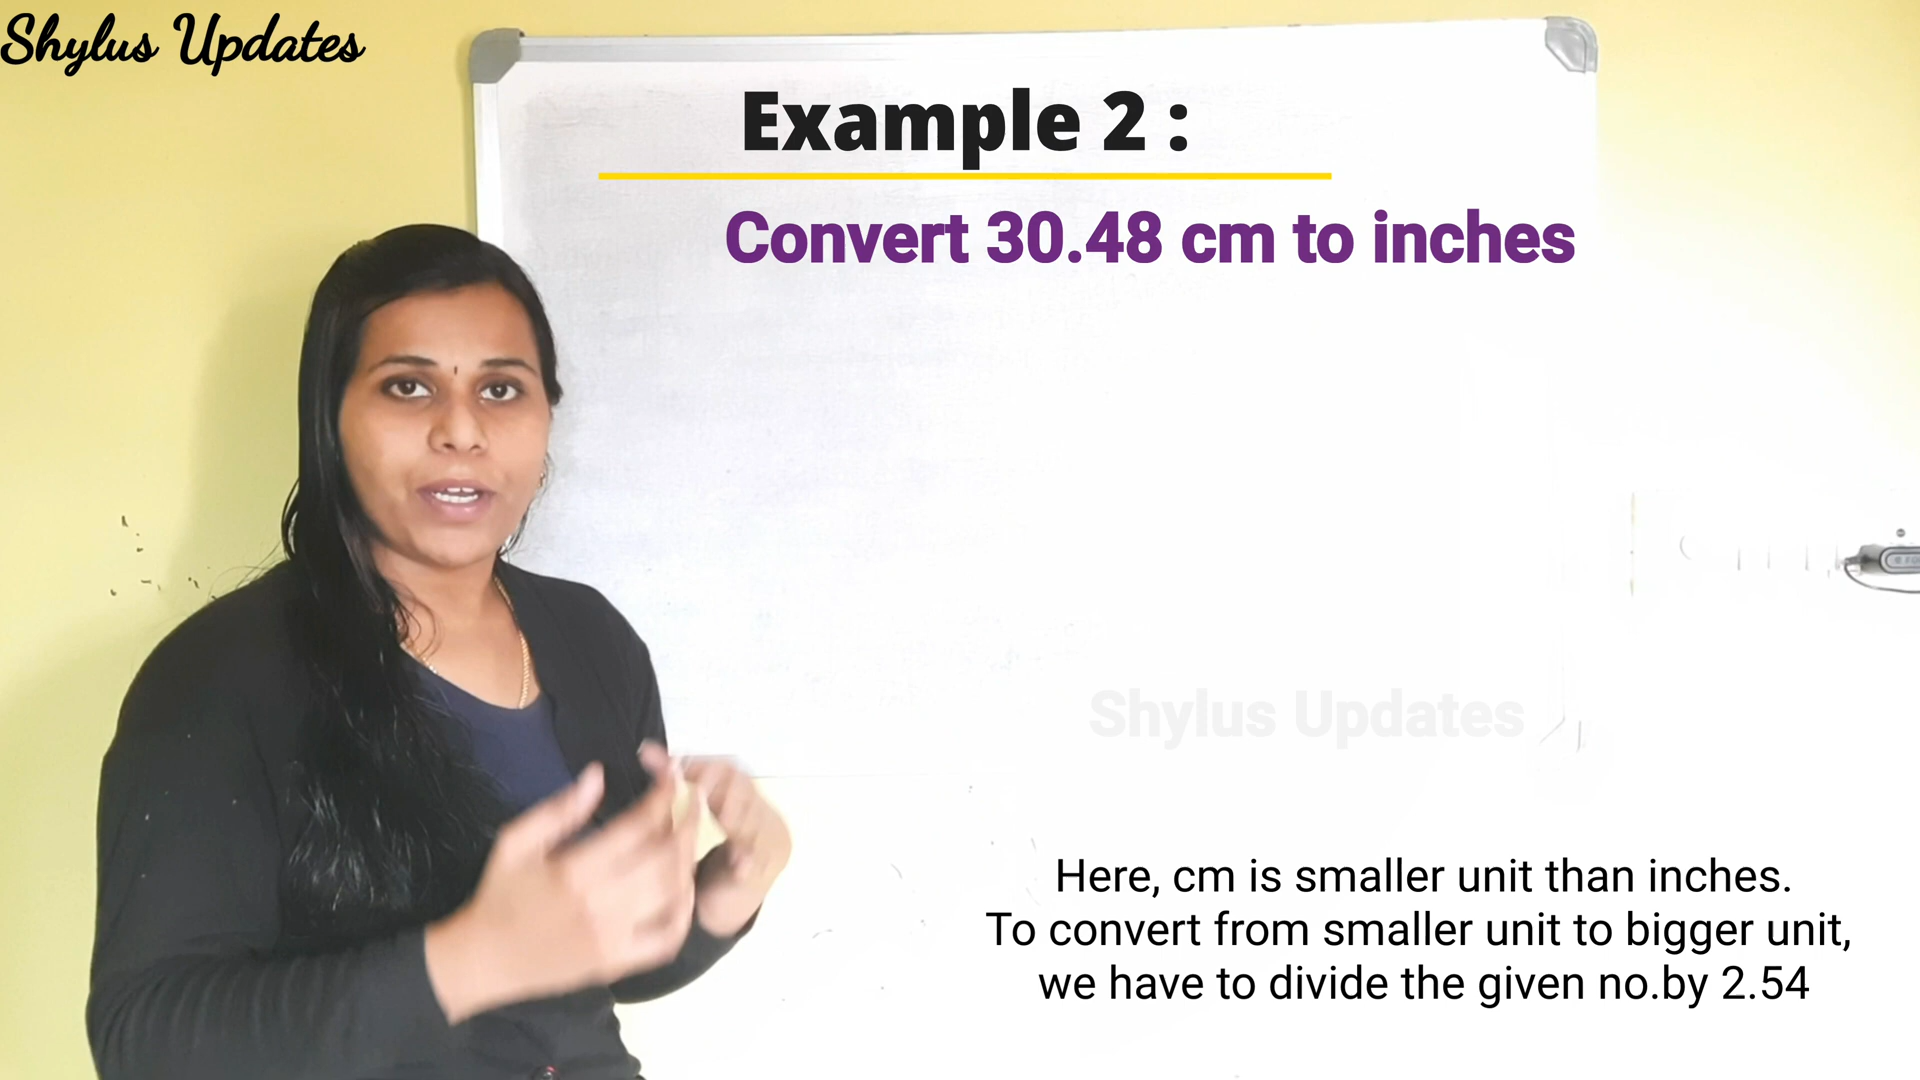 Shylus Updates
Example 2 :
Convert 30.48 cm to inches
Shylus Updates
Here, cm is smaller unit than inches.
To convert from smaller unit to bigger unit,
we have to divide the given no.by 2.54